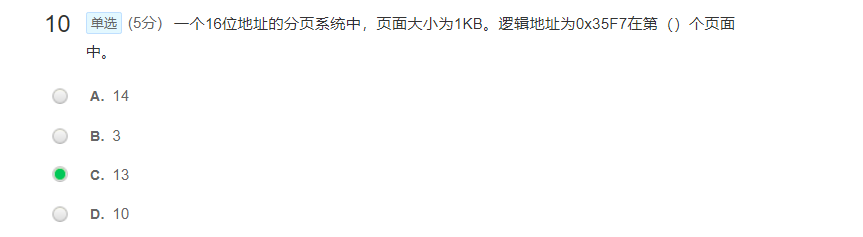 10 单选 (5分) 一个16位地址的分页系统中，页面大小为1KB。逻辑地址为0x35F7在第（）个页面
中。
A. 14
B. 3
C. 13
D. 10